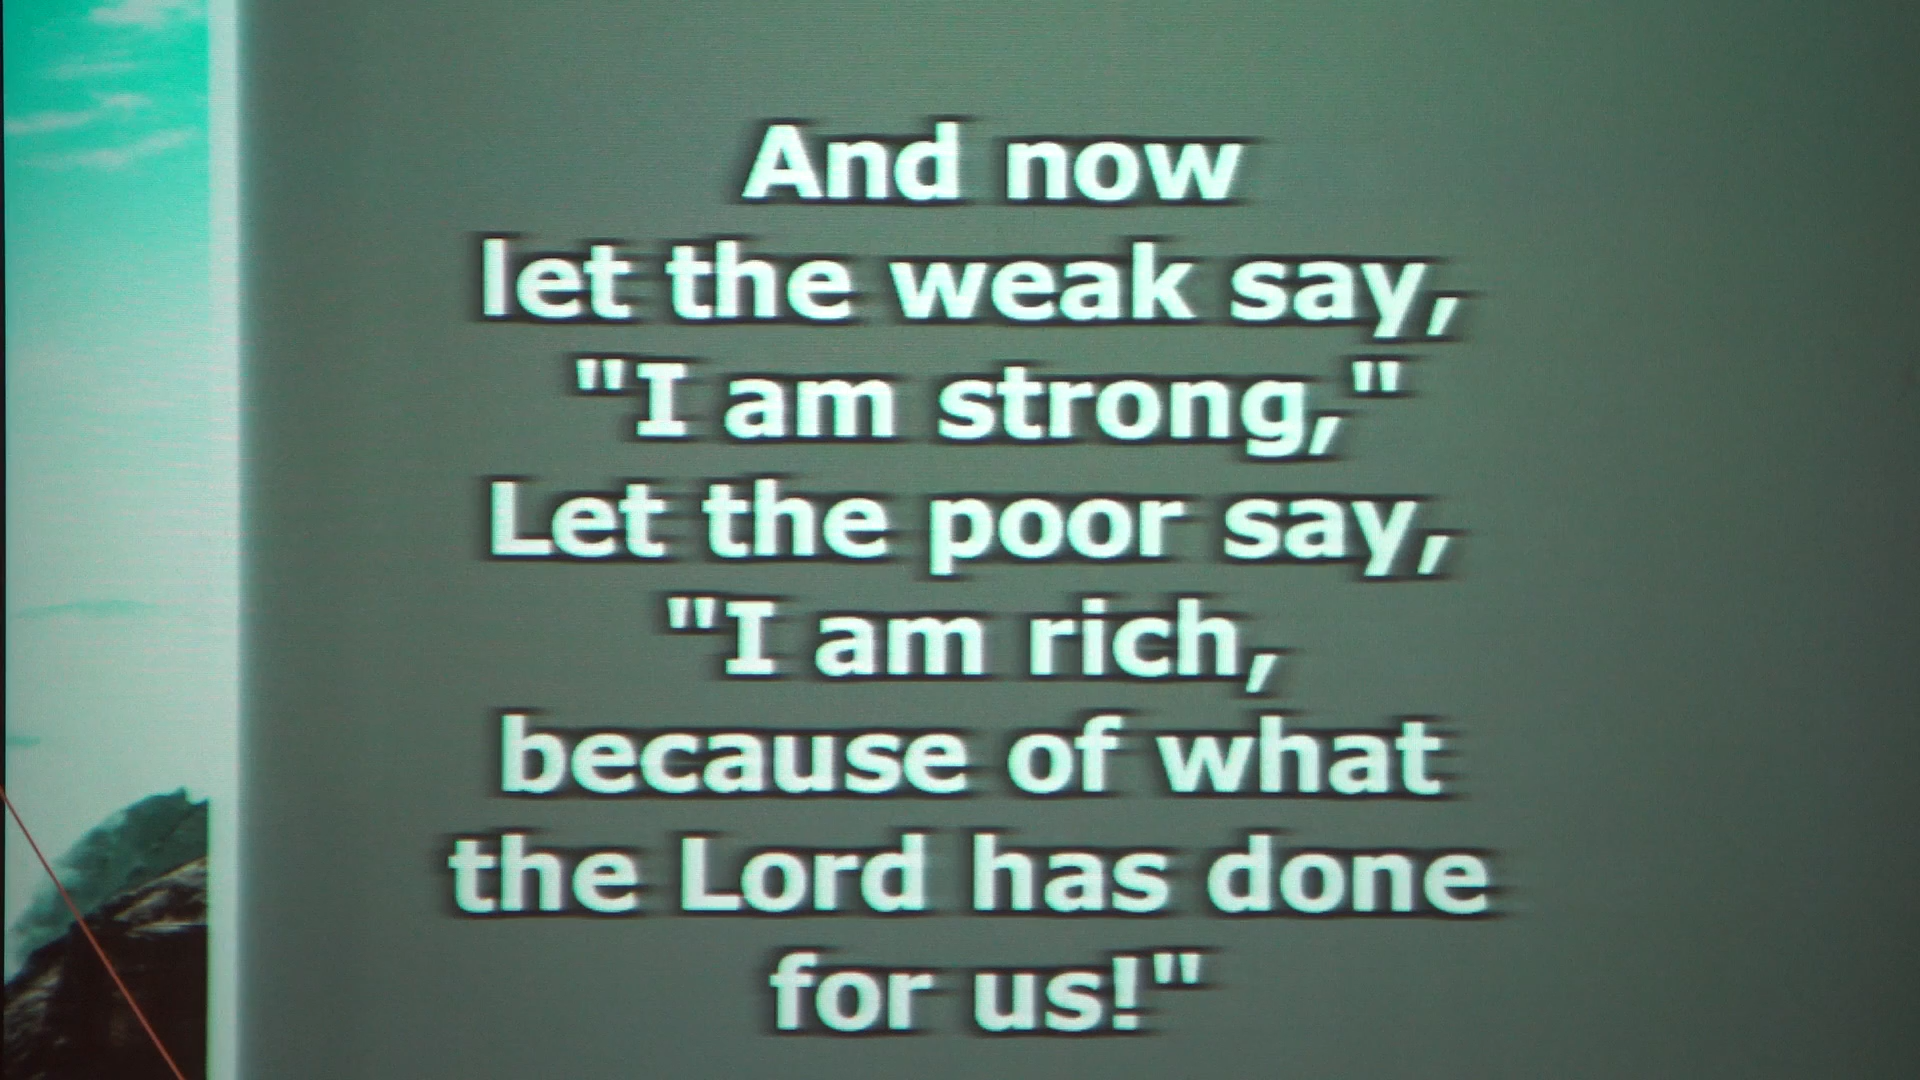 And now
let the weak say,
"I am strong,"
Let the poor say,
"I am rich,
because of what
the Lord has done
for us!"